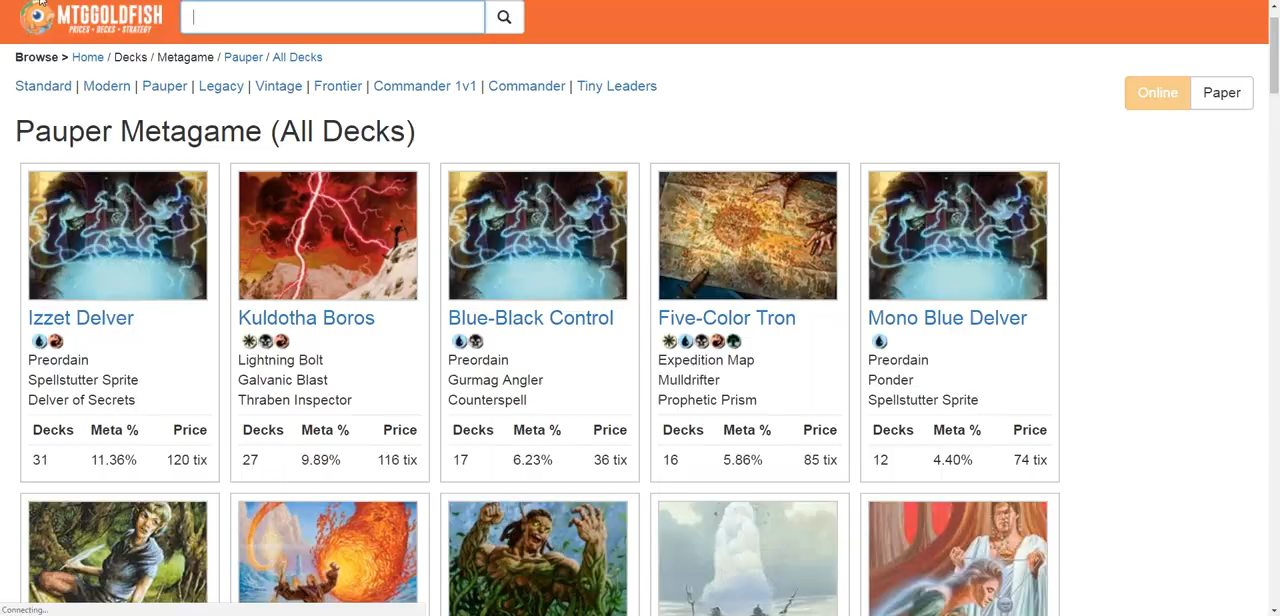 MTGGOLDFISH
PRICES • DECKS • STRATEGY
Browse > Home / Decks / Metagame / Pauper / All Decks
Standard | Modern | Pauper | Legacy | Vintage | Frontier | Commander 1v1 | Commander | Tiny Leaders
Online Paper
Pauper Metagame (All Decks)
Izzet Delver
Preordain
Spellstutter Sprite
Delver of Secrets
Decks Meta % Price
31 11.36% 120 tix
Kuldotha Boros
Lightning Bolt
Galvanic Blast
Thraben Inspector
Decks Meta % Price
27 9.89% 116 tix
Blue-Black Control
Preordain
Gurmag Angler
Counterspell
Decks Meta % Price
17 6.23% 36 tix
Five-Color Tron
Expedition Map
Mulldrifter
Prophetic Prism
Decks Meta % Price
16 5.86% 85 tix
Mono Blue Delver
Preordain
Ponder
Spellstutter Sprite
Decks Meta % Price
12 4.40% 74 tix
Connecting...